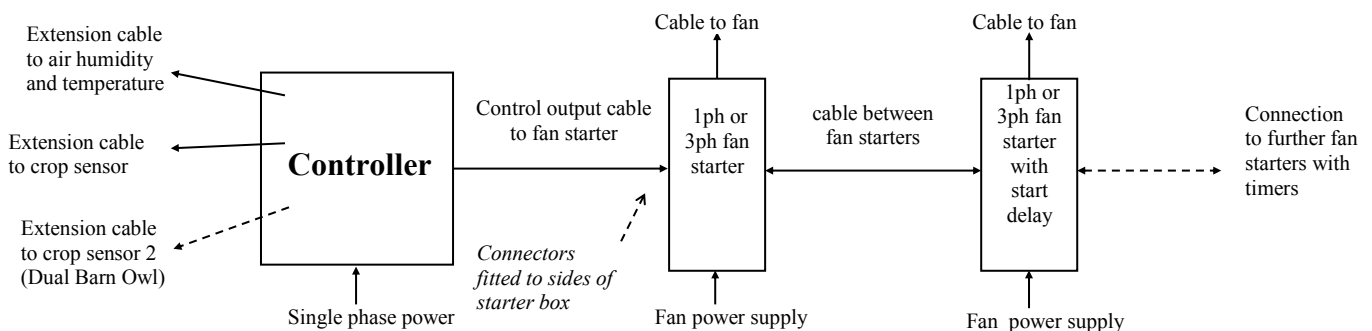 Extension cable
to air humidity
and temperature
Extension cable
to crop sensor
Extension cable
to crop sensor 2
(Dual Barn Owl)
Controller
Single phase power
Control output cable
to fan starter
Connectors
fitted to sides of
starter box
Cable to fan
1ph or
3ph fan
starter
Fan power supply
cable between
fan starters
Cable to fan
1ph or
3ph fan
starter
with
start
delay
Fan  power supply
Connection
to further fan
starters with
timers